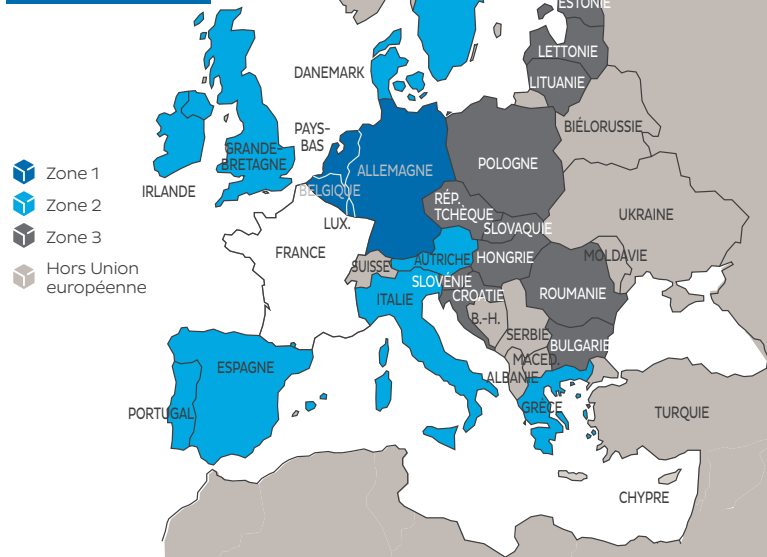 ESTONIE
LETTONIE
LITUANIE
DANEMARK
BIÉLORUSSIE
PAYS-
BAS
GRANDE-
BRETAGNE
ALLEMAGNE
POLOGNE
Zone 1
BELGIQUE
IRLANDE
Zone 2
RÉP.
TCHÈQUE
UKRAINE
LUX.
SLOVAQUIE
Zone 3
FRANCE
MOLDAVIE
AUTRICHE
HONGRIE
SUISSE
Hors Union
européenne
SLOVÉNIE
CROATIE
ROUMANIE
ITALIE
B.-H.
SERBIE
BULGARIE
MACED.
ESPAGNE
ALBANIE
PORTUGAL
GRÈCE
TURQUIE
CHYPRE